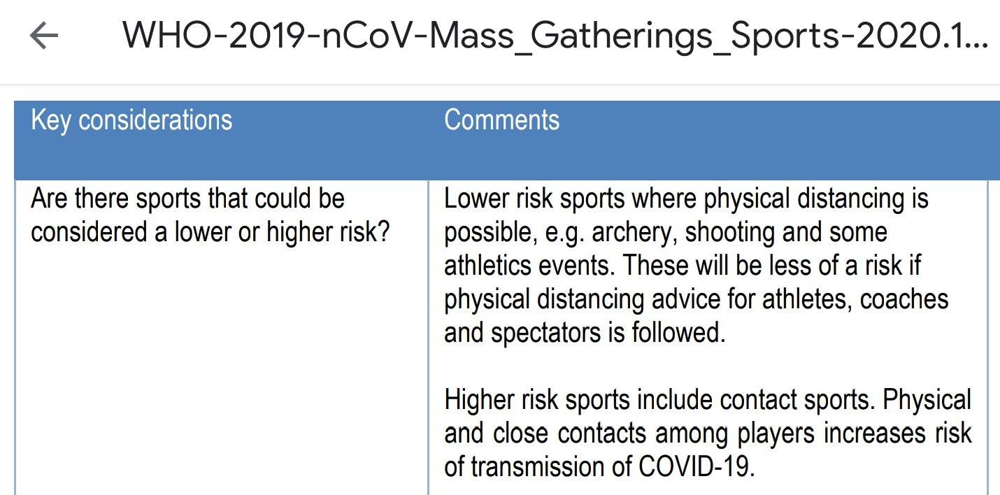 WHO-2019-nCoV-Mass_Gatherings_Sports-2020.1...
Key considerations
Comments
Are there sports that could be
considered a lower or higher risk?
Lower risk sports where physical distancing is
possible, e.g. archery, shooting and some
athletics events. These will be less of a risk if
physical distancing advice for athletes, coaches
and spectators is followed.
Higher risk sports include contact sports. Physical
and close contacts among players increases risk
of transmission of COVID-19.